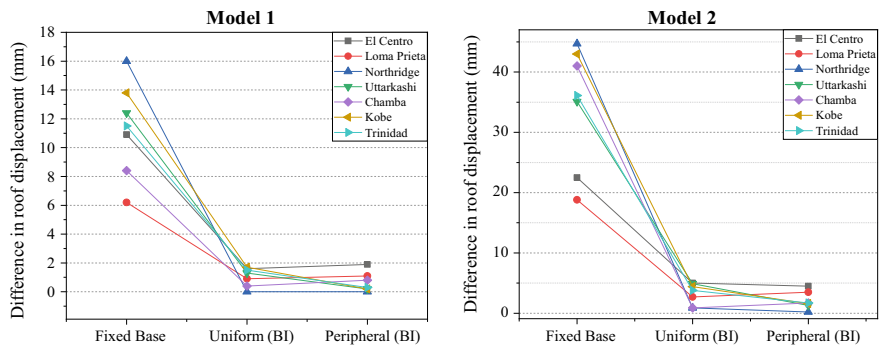 Model 1
Difference in roof displacement (mm)
18
16
14
12
10
8
6
4
2
0
El Centro
Loma Prieta
Northridge
Uttarkashi
Chamba
Kobe
Trinidad
Fixed Base
Uniform (BI)
Peripheral (BI)
Model 2
Difference in roof displacement (mm)
40
30
20
10
0
El Centro
Loma Prieta
Northridge
Uttarkashi
Chamba
Kobe
Trinidad
Fixed Base
Uniform (BI)
Peripheral (BI)